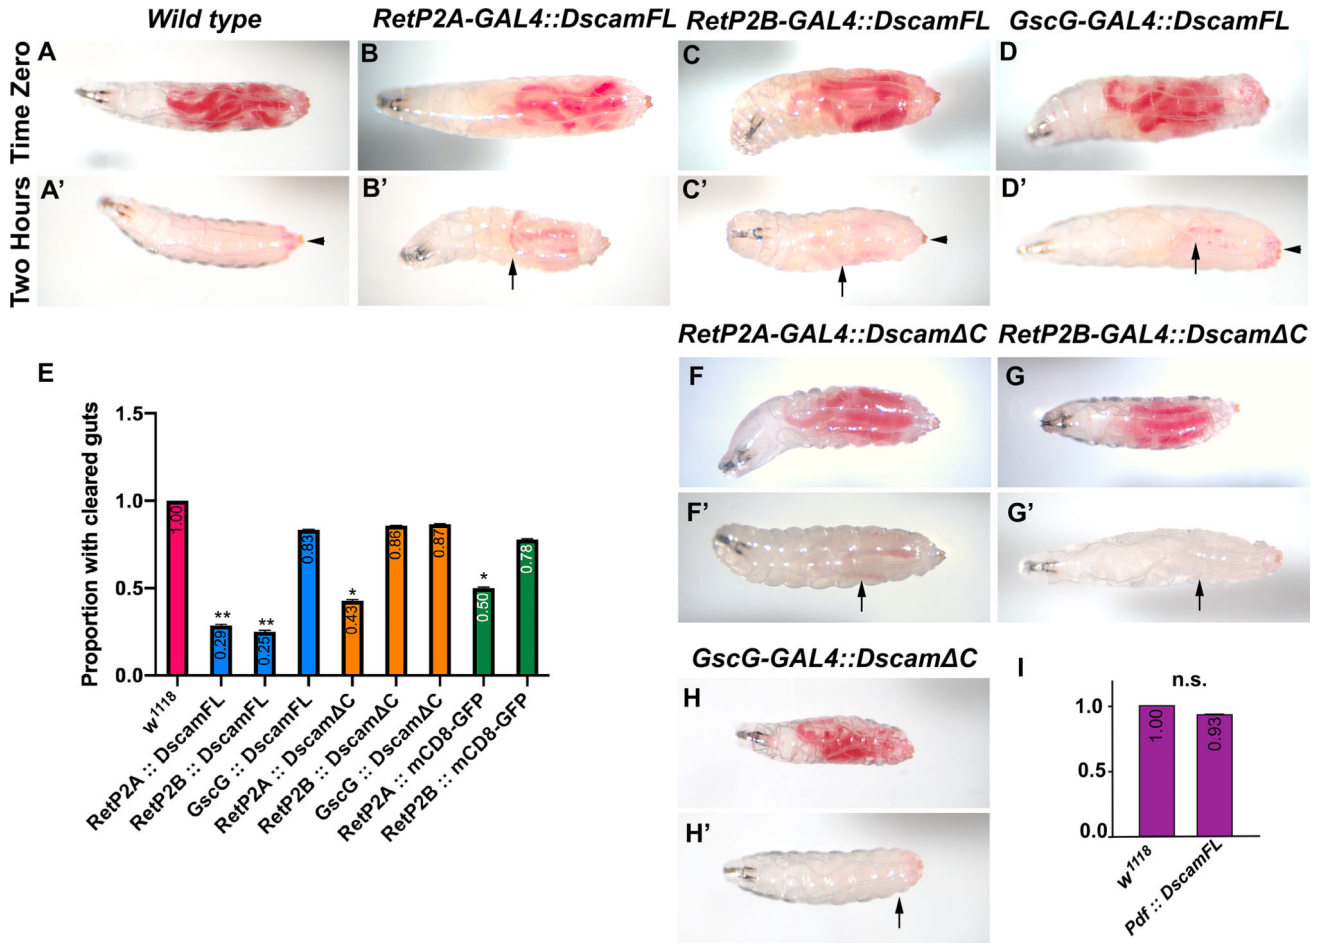 Wild type
RetP2A-GAL4::DscamFL
RetP2B-GAL4::DscamFL
GscG-GAL4::DscamFL
Time Zero
A
B
C
D
Two Hours
A’
B’
C’
D’
RetP2A-GAL4::DscamΔC
RetP2B-GAL4::DscamΔC
E
F
G
F’
G’
Proportion with cleared guts
1.5
1.0
0.5
0.0
1.00
0.29
**
0.25
**
0.83
0.43
*
0.86
0.87
0.50
*
0.78
w1118
RetP2A :: DscamFL
RetP2B :: DscamFL
GscG :: DscamFL
RetP2A :: DscamΔC
RetP2B :: DscamΔC
GscG :: DscamΔC
RetP2A :: mCD8-GFP
RetP2B :: mCD8-GFP
GscG-GAL4::DscamΔC
H
H’
I
n.s.
1.0
0.5
0.0
1.00
0.93
w1118
Pdf :: DscamFL